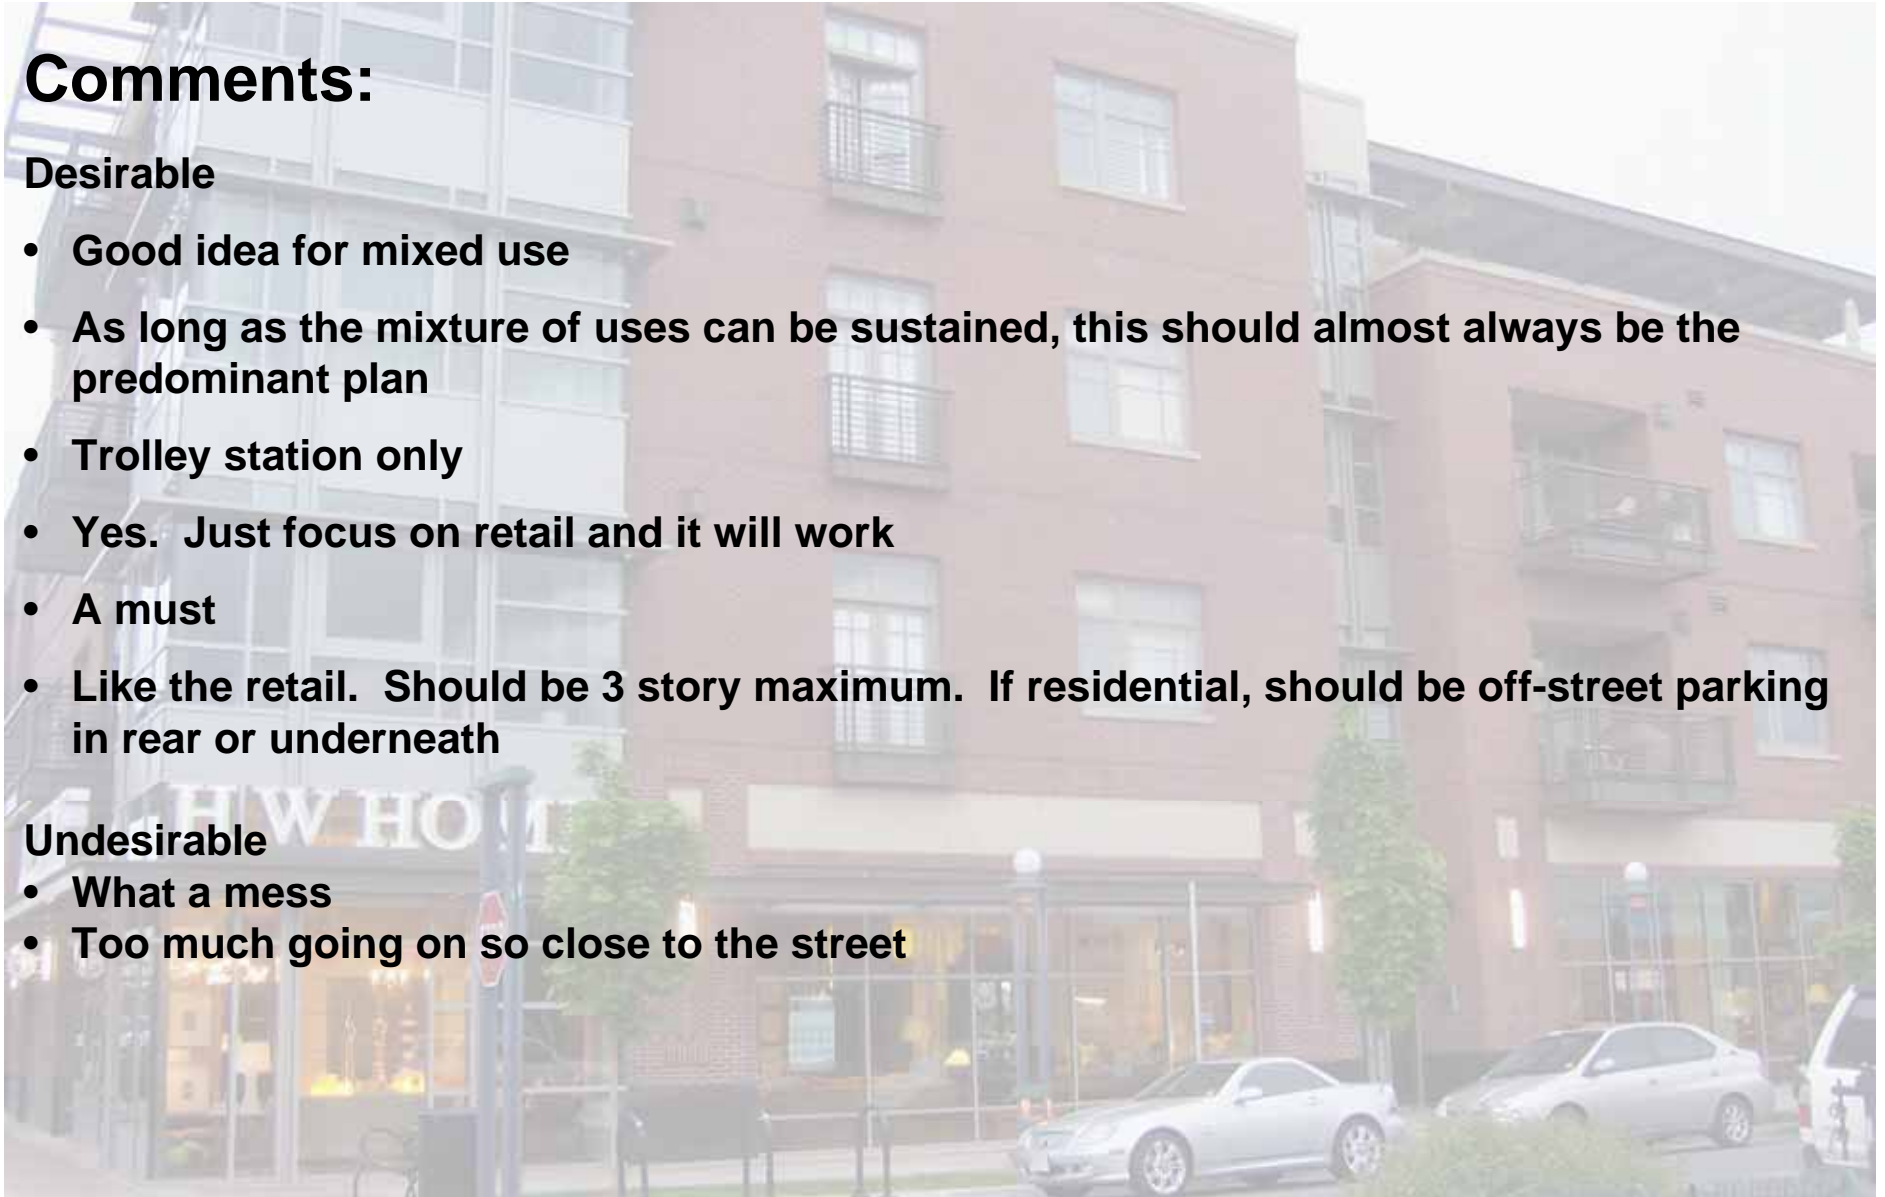 Comments:
Desirable
• Good idea for mixed use
• As long as the mixture of uses can be sustained, this should almost always be the
predominant plan
• Trolley station only
• Yes.  Just focus on retail and it will work
• A must
• Like the retail.  Should be 3 story maximum.  If residential, should be off-street parking
in rear or underneath
H W HOM
Undesirable
• What a mess
• Too much going on so close to the street